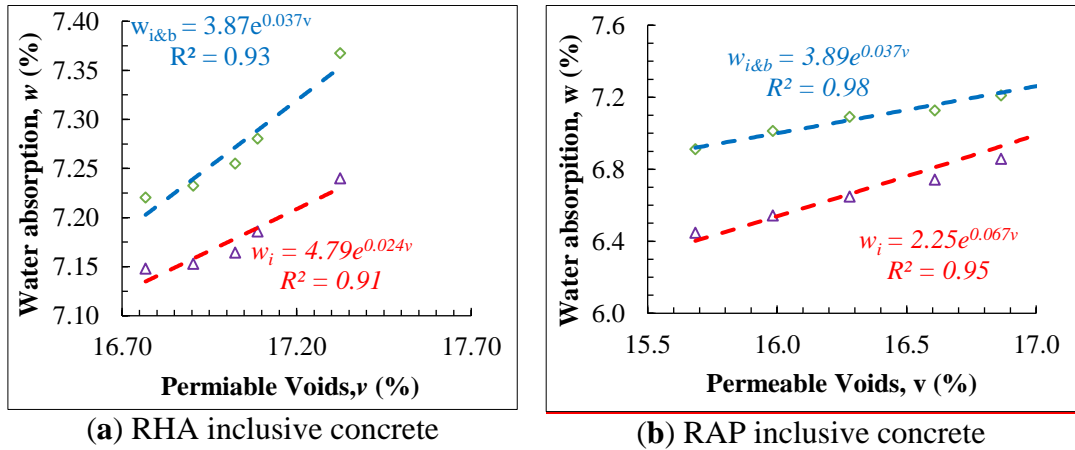 7.40
7.35
7.30
7.25
7.20
7.15
7.10
16.70
17.20
17.70
Water absorption, w (%)
Permiable Voids,v (%)
w_{i&b} = 3.87e^{0.037v}
R² = 0.93
w_i = 4.79e^{0.024v}
R² = 0.91
(a) RHA inclusive concrete
7.6
7.2
6.8
6.4
6.0
15.5
16.0
16.5
17.0
Water absorpition, w (%)
Permeable Voids, v (%)
w_{i&b} = 3.89e^{0.037v}
R² = 0.98
w_i = 2.25e^{0.067v}
R² = 0.95
(b) RAP inclusive concrete